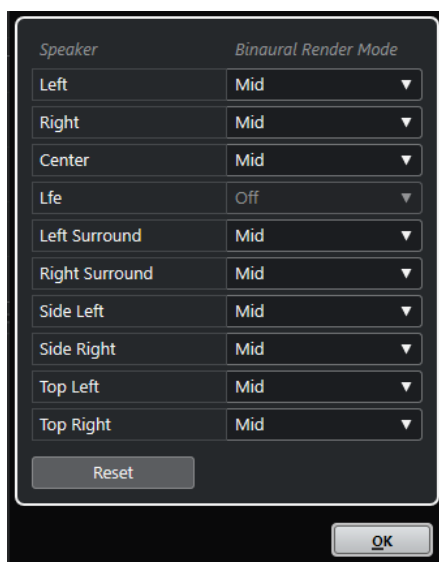 Speaker Binaural Render Mode
Left Mid
Right Mid
Center Mid
Lfe Off
Left Surround Mid
Right Surround Mid
Side Left Mid
Side Right Mid
Top Left Mid
Top Right Mid
Reset
OK